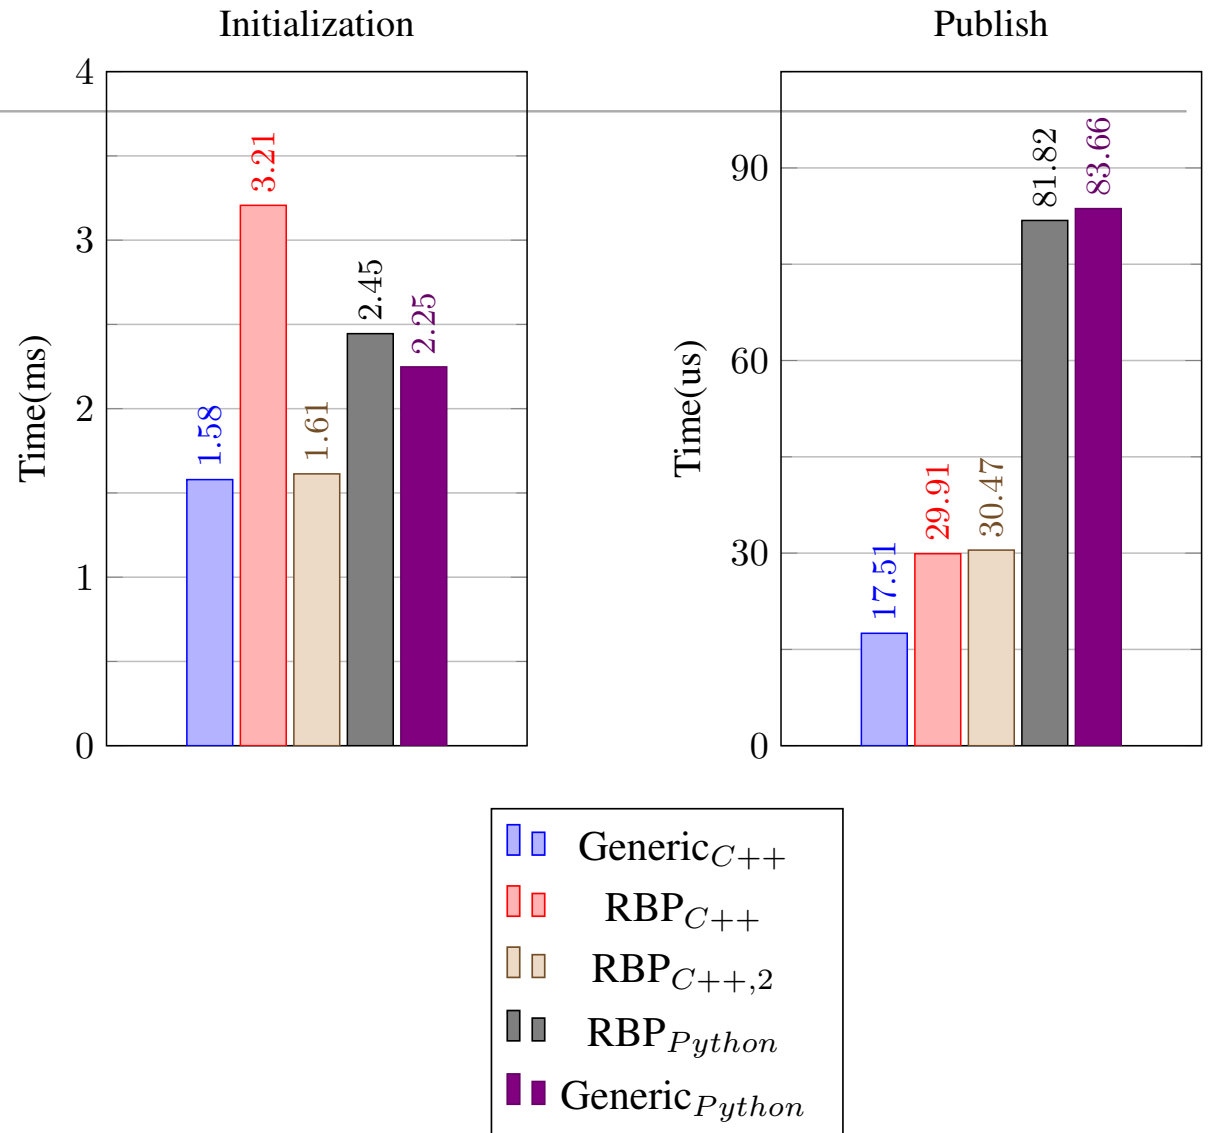 Initialization
Publish
4
3
2
1
0
Time(ms)
1.58
3.21
1.61
2.45
2.25
90
60
30
0
Time(us)
17.51
29.91
30.47
81.82
83.66
Generic C++
RBP C++
RBP C++,2
RBP Python
Generic Python